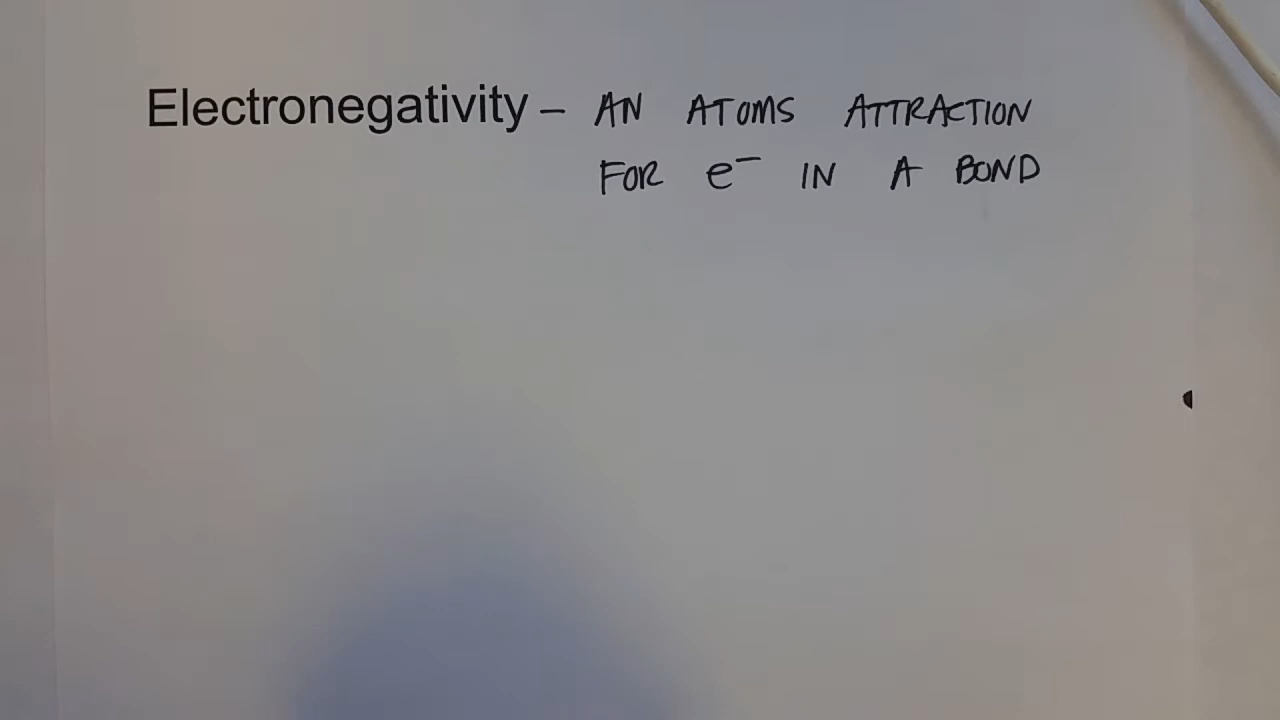 Electronegativity – AN ATOMS ATTRACTION
FOR e⁻ IN A BOND